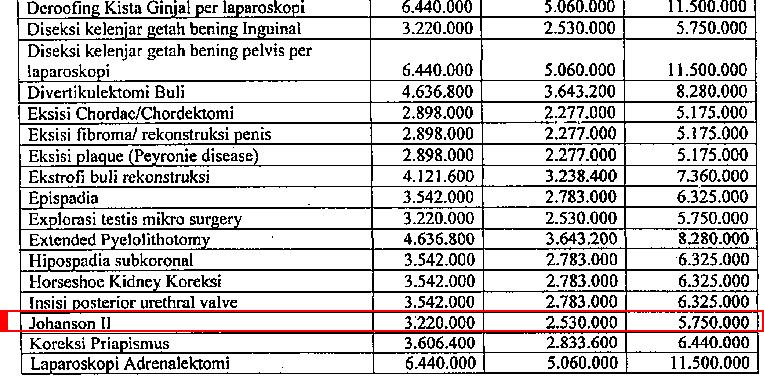 Deroofing Kista Ginjal per laparoskopi 6.440.000 5.060.000 11.500.000
Diseksi kelenjar getah bening Inguinal 3.220.000 2.530.000 5.750.000
Diseksi kelenjar getah bening pelvis per
laparoskopi 6.440.000 5.060.000 11.500.000
Divertikulektomi Buli 4.636.800 3.643.200 8.280.000
Eksisi Chordac/Chordektomi 2.898.000 2.277.000 5.175.000
Eksisi fibroma/ rekonstruksi penis 2.898.000 2.277.000 5.175.000
Eksisi plaque (Peyronie disease) 2.898.000 2.277.000 5.175.000
Ekstrofi buli rekonstruksi 4.121.600 3.238.400 7.360.000
Epispadia 3.542.000 2.783.000 6.325.000
Explorasi testis mikro surgery 3.220.000 2.530.000 5.750.000
Extended Pyelolithotomy 4.636.800 3.643.200 8.280.000
Hipospadia subkoronal 3.542.000 2.783.000 6.325.000
Horseshoe Kidney Koreksi 3.542.000 2.783.000 6.325.000
Insisi posterior urethral valve 3.542.000 2.783.000 6.325.000
Johanson II 3.220.000 2.530.000 5.750.000
Koreksi Priapismus 3.606.400 2.833.600 6.440.000
Laparoskopi Adrenalektomi 6.440.000 5.060.000 11.500.000